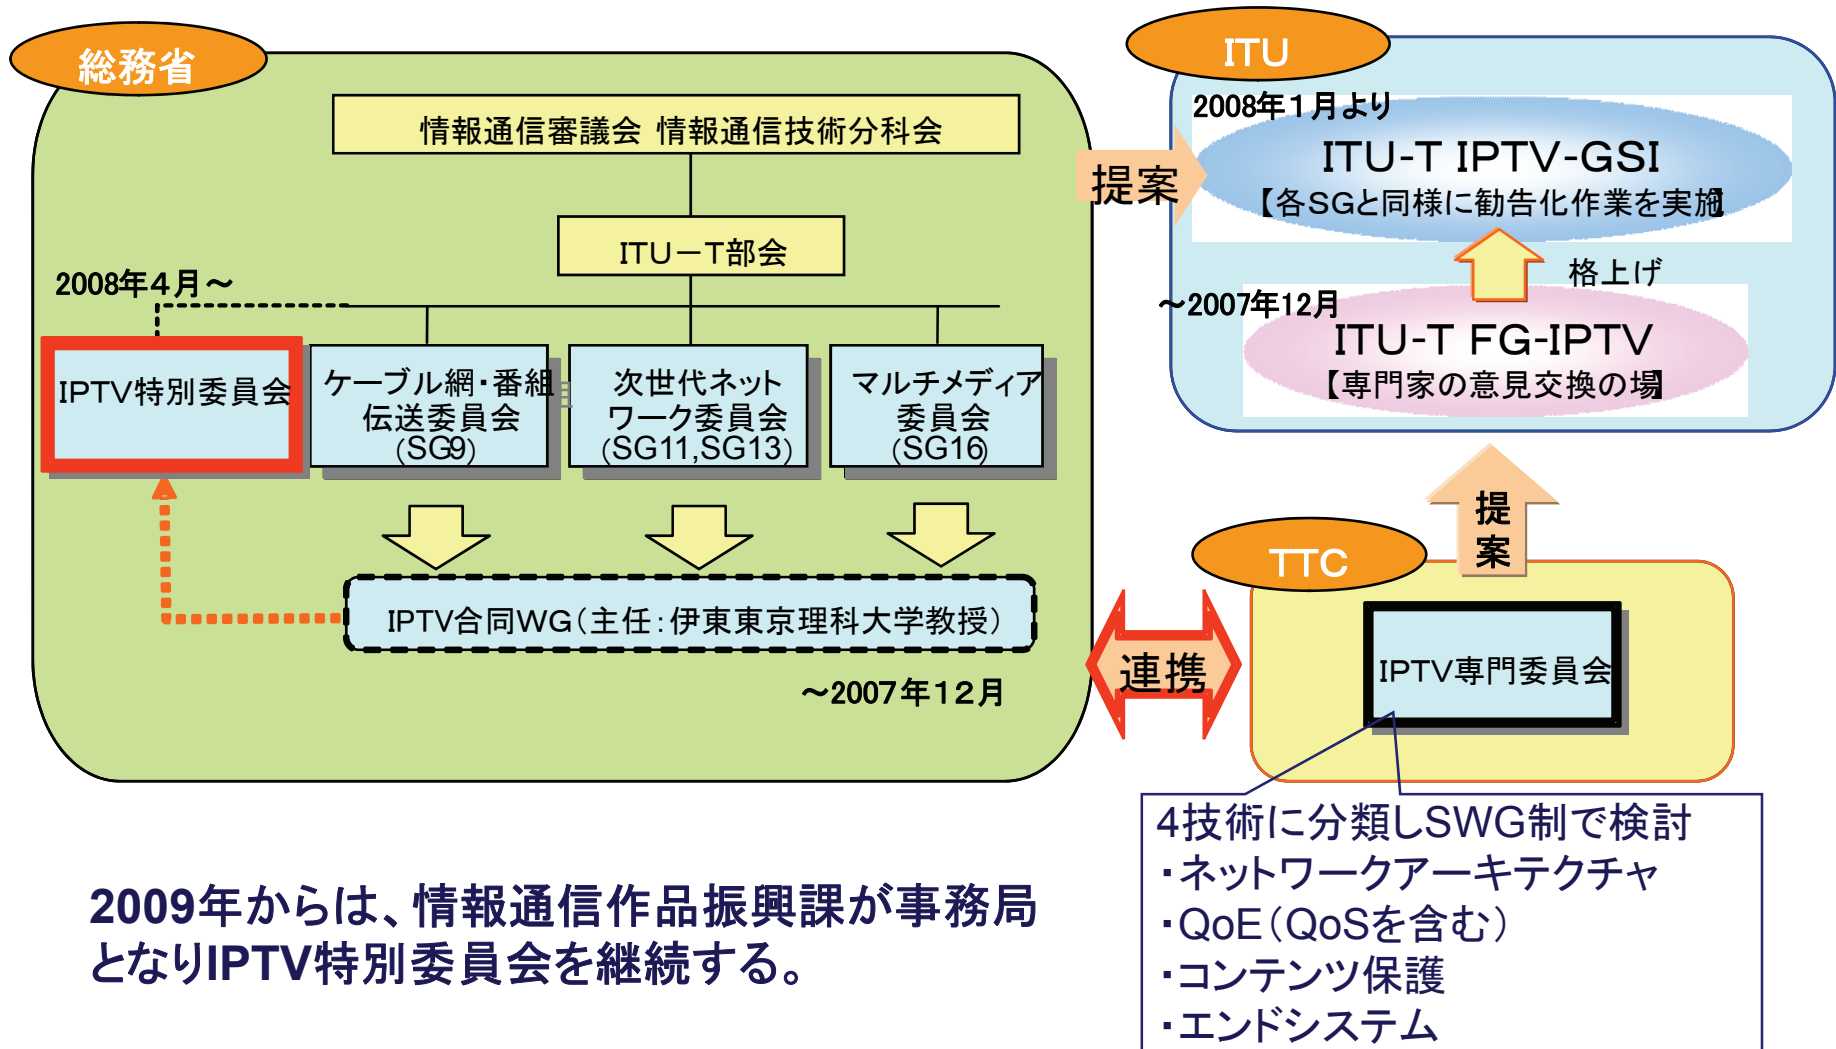 総務省
情報通信審議会 情報通信技術分科会
ITU－T部会
2008年４月～
IPTV特別委員会
ケーブル網・番組
伝送委員会
（SG9）
次世代ネット
ワーク委員会
（SG11,SG13）
マルチメディア
委員会
（SG16）
IPTV合同WG（主任：伊東東京理科大学教授）
～2007年１２月
提案
ITU
2008年１月より
ITU-T IPTV-GSI
【各SGと同様に勧告化作業を実施】
格上げ
～2007年12月
ITU-T FG-IPTV
【専門家の意見交換の場】
提
案
TTC
連携
IPTV専門委員会
4技術に分類しSWG制で検討
・ネットワークアーキテクチャ
・QoE（QoSを含む）
・コンテンツ保護
・エンドシステム
2009年からは、情報通信作品振興課が事務局
となりIPTV特別委員会を継続する。